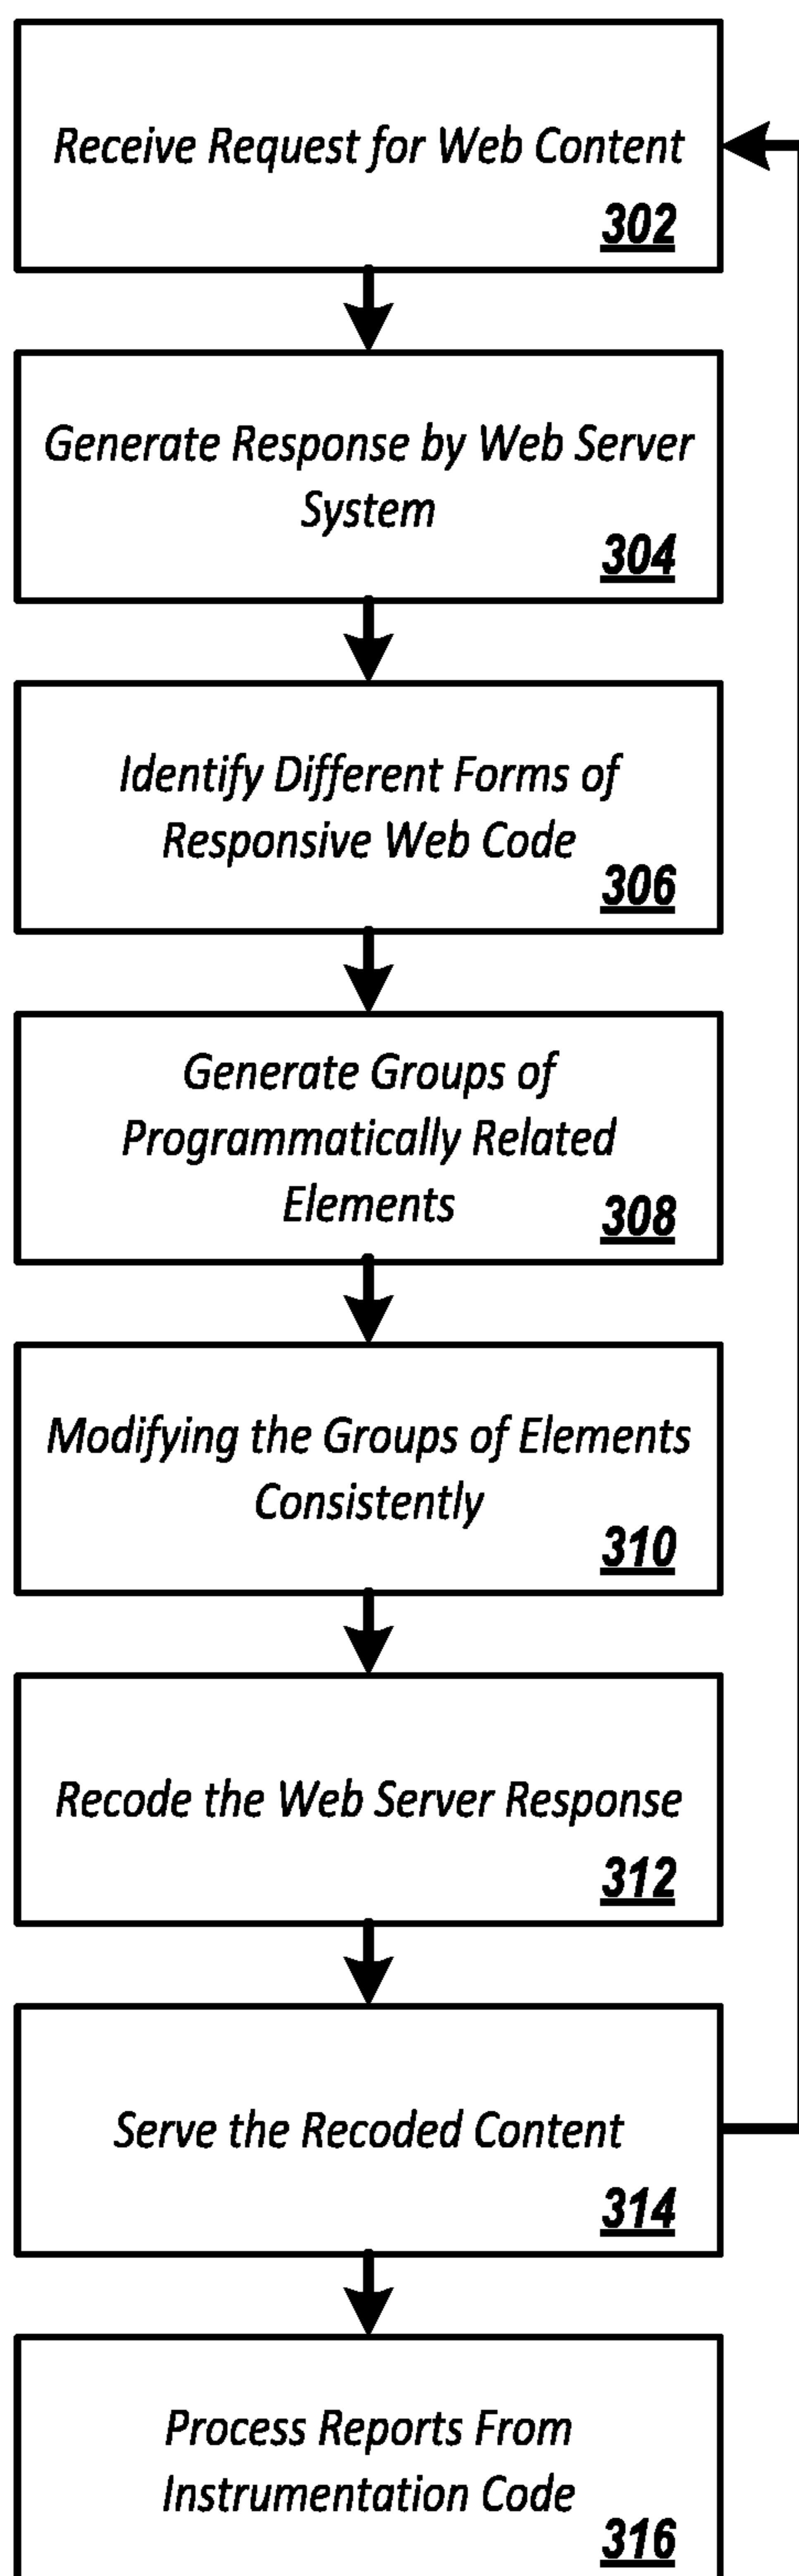 Receive Request for Web Content
302
Generate Response by Web Server
System
304
Identify Different Forms of
Responsive Web Code
306
Generate Groups of
Programmatically Related
Elements
308
Modifying the Groups of Elements
Consistently
310
Recode the Web Server Response
312
Serve the Recoded Content
314
Process Reports From
Instrumentation Code
316